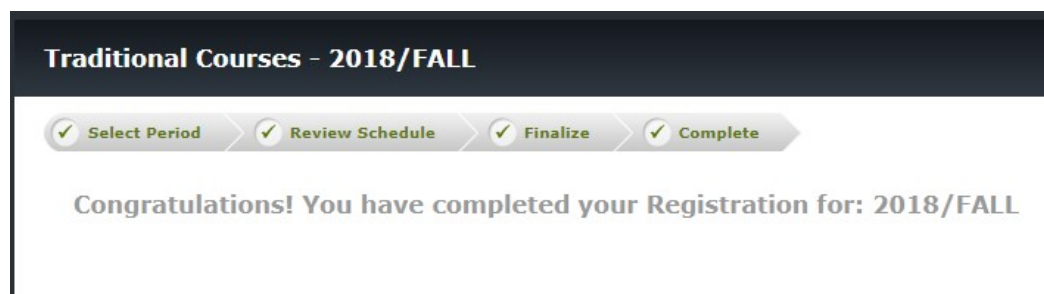 Traditional Courses - 2018/FALL
Select Period Review Schedule Finalize Complete
Congratulations! You have completed your Registration for: 2018/FALL